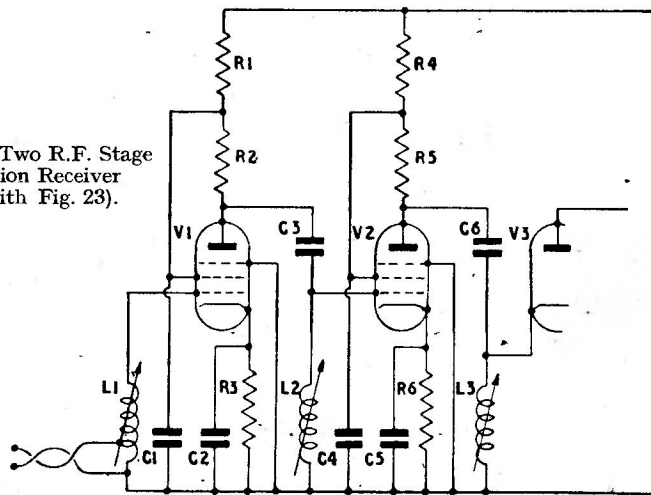 R1
R4
Two R.F. Stage
ion Receiver
ith Fig. 23).
R2
R5
V1
C3
V2
C6
V3
L1
R3
L2
R6
L3
C1
C2
C4
C5